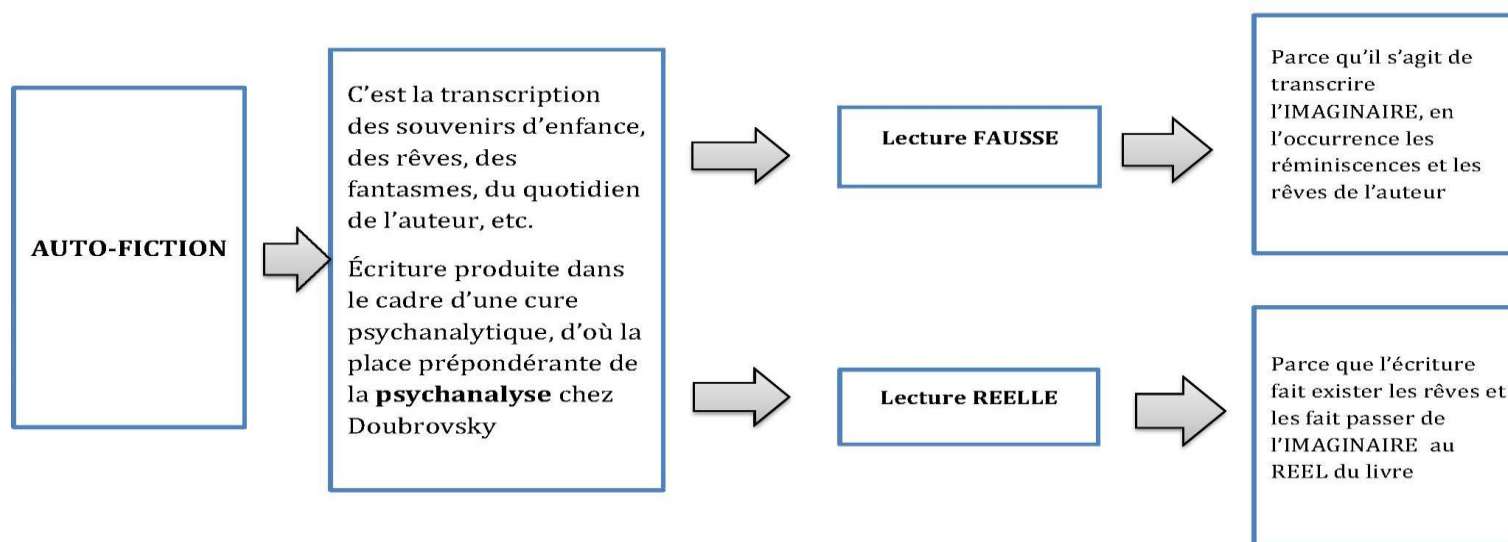 AUTO-FICTION
C’est la transcription
des souvenirs d’enfance,
des rêves, des
fantasmes, du quotidien
de l’auteur, etc.
Écriture produite dans
le cadre d’une cure
psychanalytique, d’où la
place prépondérante de
la psychanalyse chez
Doubrovsky
Lecture FAUSSE
Parce qu’il s’agit de
transcrire
l’IMAGINAIRE, en
l’occurrence les
réminiscences et les
rêves de l’auteur
Lecture REELLE
Parce que l’écriture
fait exister les rêves et
les fait passer de
l’IMAGINAIRE au
REEL du livre